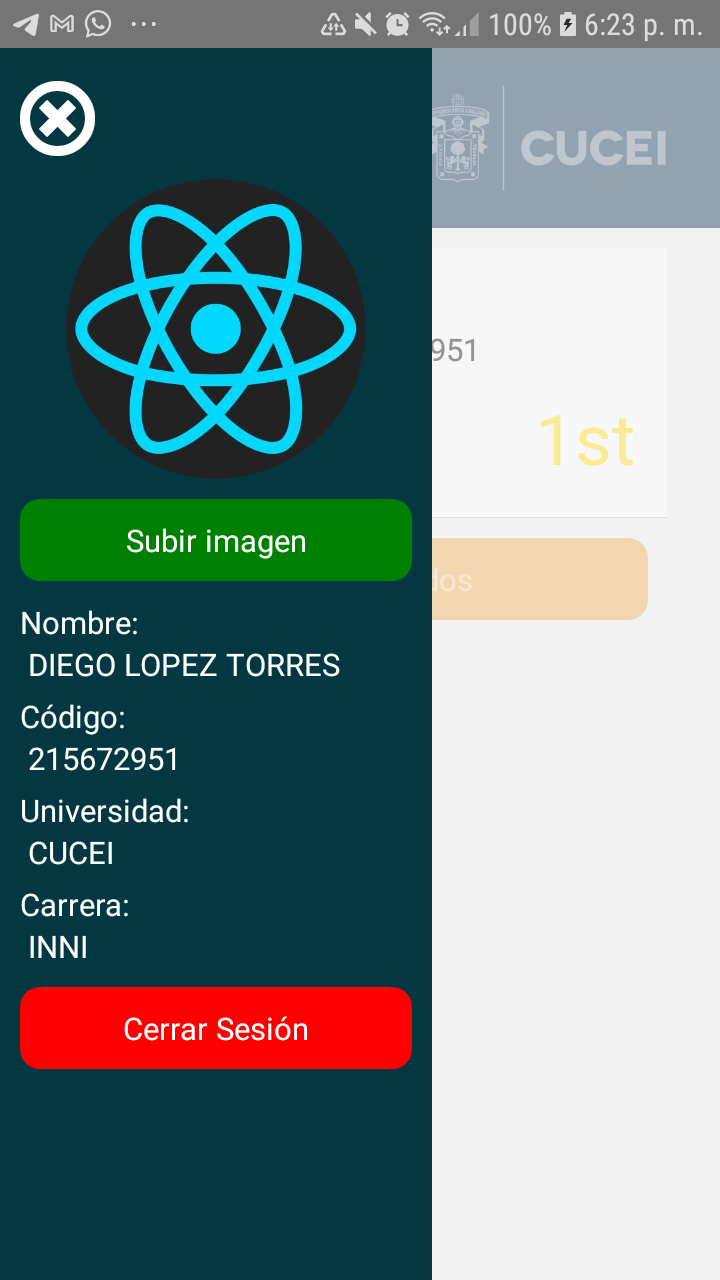 100% 6:23 p. m.
CUCEI
951
1st
Subir imagen
Nombre:
DIEGO LOPEZ TORRES
Código:
215672951
Universidad:
CUCEI
Carrera:
INNI
Cerrar Sesión